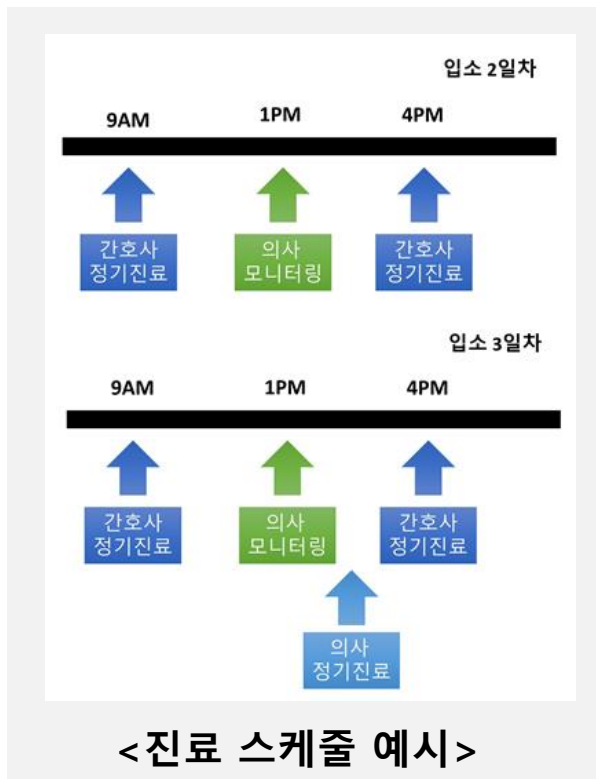 입소 2일차
9AM 1PM 4PM
간호사
정기진료
의사
모니터링
간호사
정기진료
입소 3일차
9AM 1PM 4PM
간호사
정기진료
의사
모니터링
간호사
정기진료
의사
정기진료
<진료 스케줄 예시>